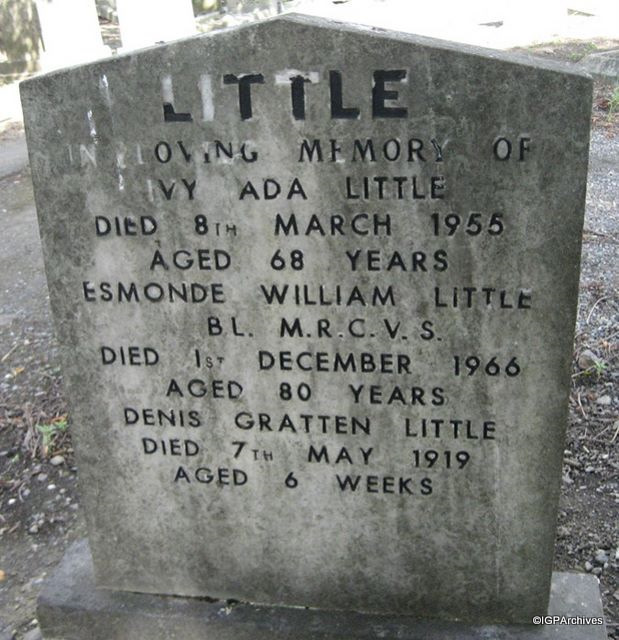 LITTLE
IN LOVING MEMORY OF
IVY ADA LITTLE
DIED 8TH MARCH 1955
AGED 68 YEARS
ESMONDE WILLIAM LITTLE
B.L. M.R.C.V.S.
DIED 1ST DECEMBER 1966
AGED 80 YEARS
DENIS GRATTEN LITTLE
DIED 7TH MAY 1919
AGED 6 WEEKS
©IGPArchives